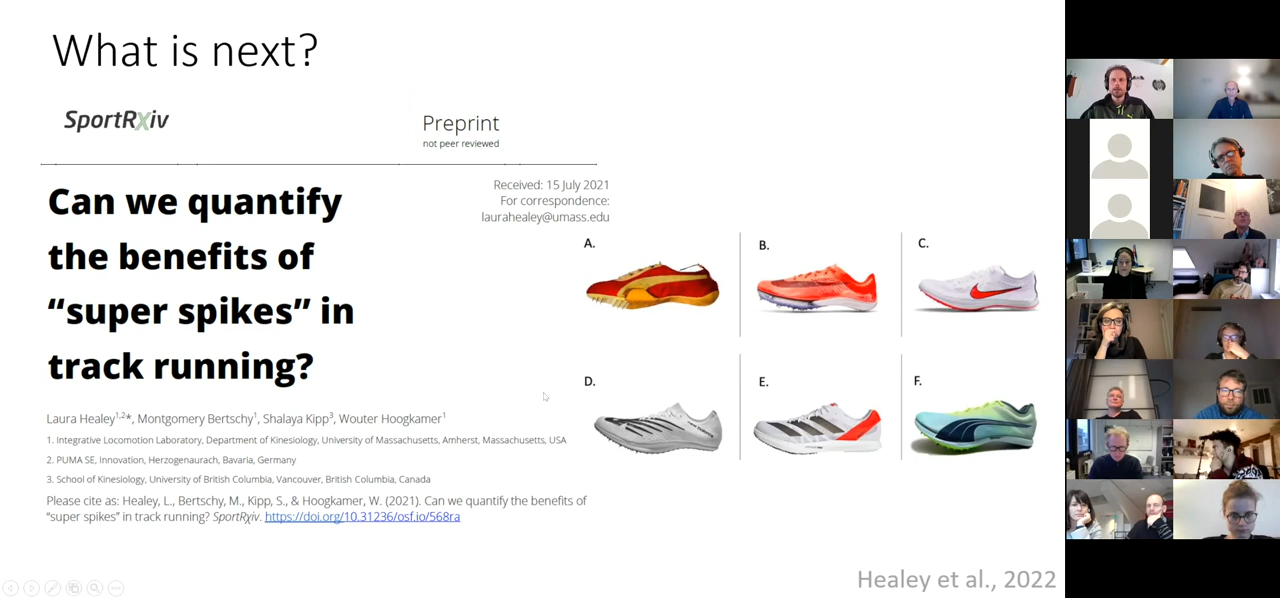 What is next?
SportRχiv
Preprint
not peer reviewed
Received: 15 July 2021
For correspondence:
laurahealey@umass.edu
Can we quantify
the benefits of
“super spikes” in
track running?
A.
B.
C.
D.
E.
F.
Laura Healey1,2*, Montgomery Bertschy1, Shalaya Kipp3, Wouter Hoogkamer1
1. Integrative Locomotion Laboratory, Department of Kinesiology, University of Massachusetts, Amherst, Massachusetts, USA
2. PUMA SE, Innovation, Herzogenaurach, Bavaria, Germany
3. School of Kinesiology, University of British Columbia, Vancouver, British Columbia, Canada
Please cite as: Healey, L., Bertschy, M., Kipp, S., & Hoogkamer, W. (2021). Can we quantify the benefits of
“super spikes” in track running? SportRχiv. https://doi.org/10.31236/osf.io/568ra
Healey et al., 2022